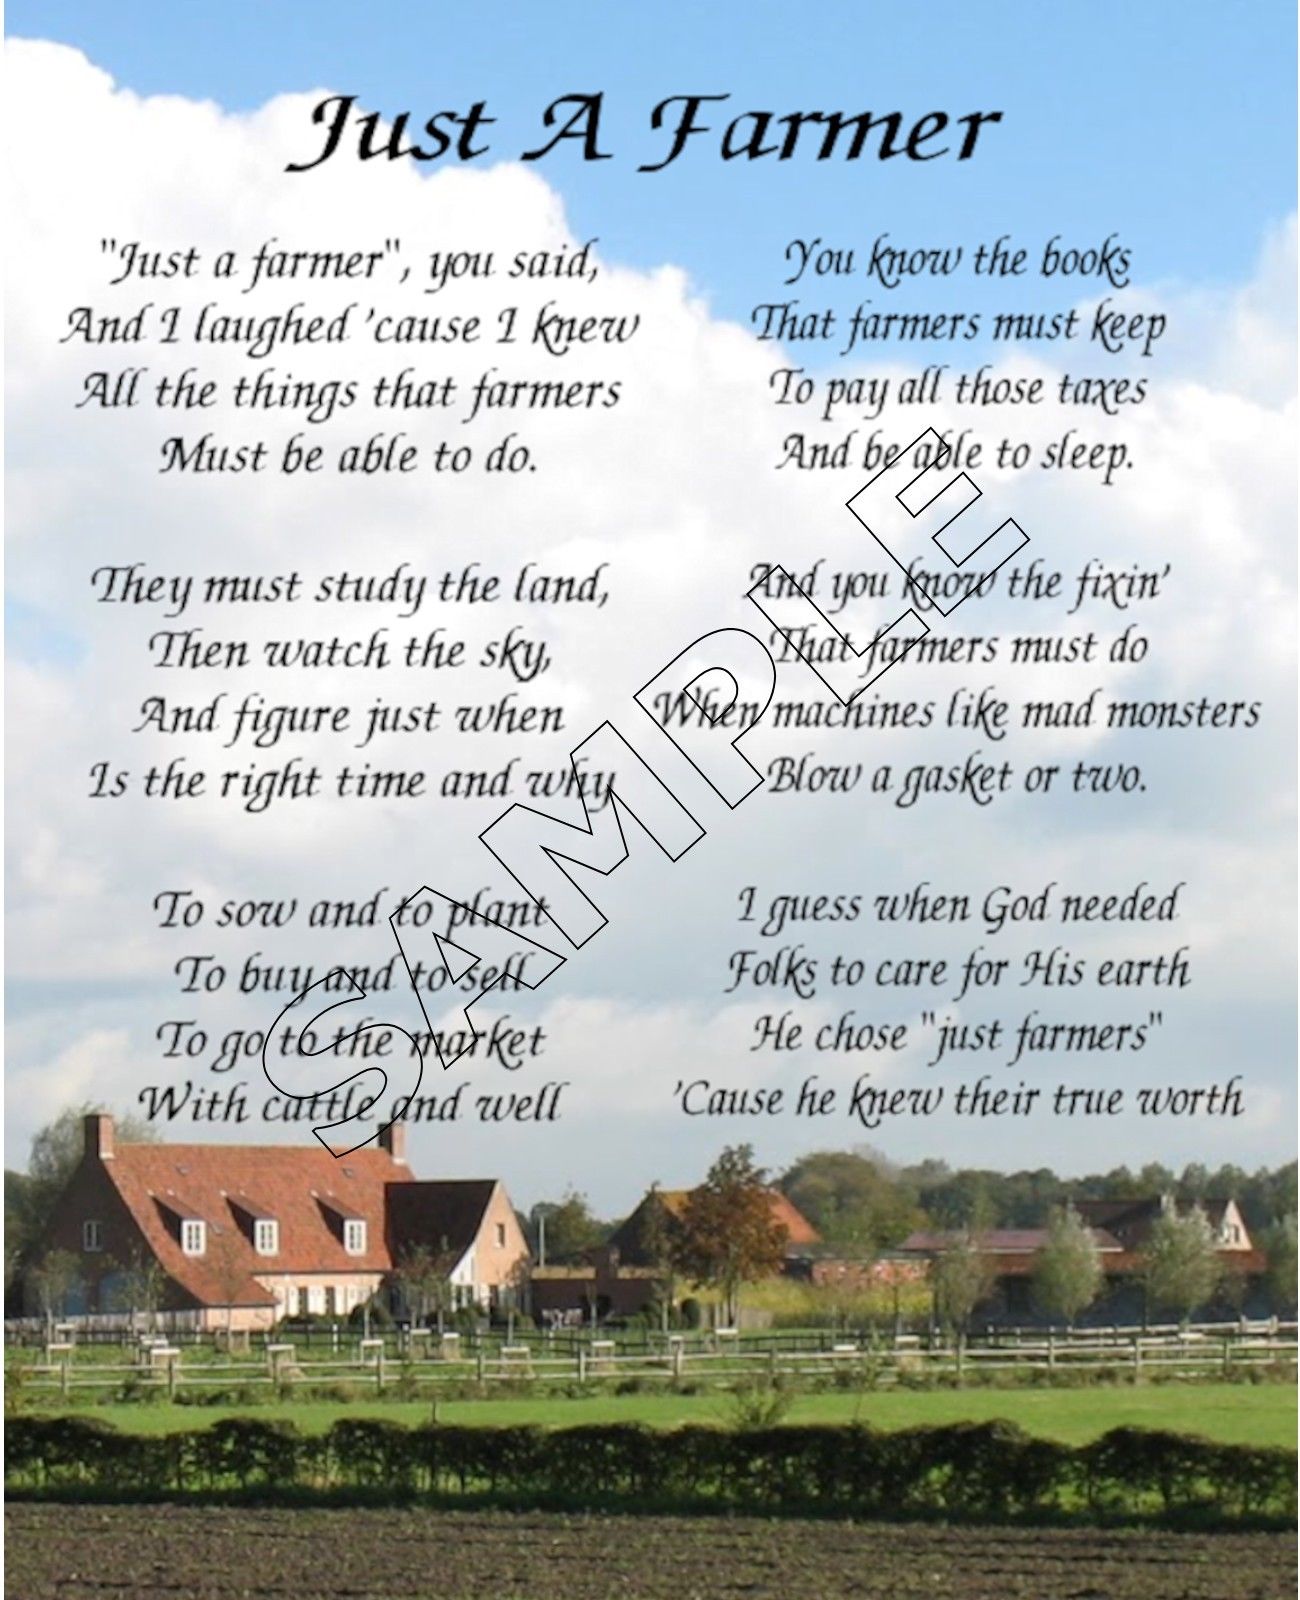 Just A Farmer
"Just a farmer", you said,
And I laughed 'cause I knew
All the things that farmers
Must be able to do.
They must study the land,
Then watch the sky,
And figure just when
Is the right time and why
To sow and to plant
To buy and to sell
To go to the market
With cattle and well
You know the books
That farmers must keep
To pay all those taxes
And be able to sleep.
And you know the fixin'
That farmers must do
When machines like mad monsters
Blow a gasket or two.
I guess when God needed
Folks to care for His earth
He chose "just farmers"
'Cause he knew their true worth
SAMPLE